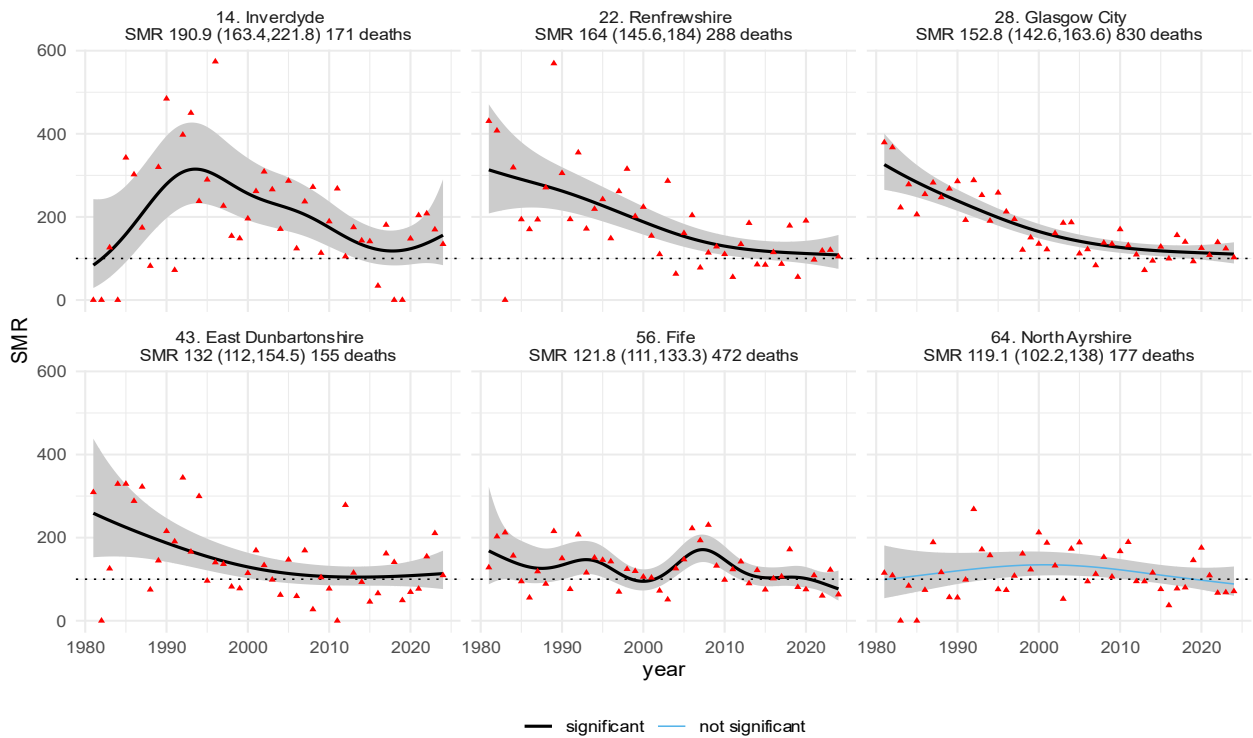 14. Inverclyde
SMR 190.9 (163.4,221.8) 171 deaths
22. Renfrewshire
SMR 164 (145.6,184) 288 deaths
28. Glasgow City
SMR 152.8 (142.6,163.6) 830 deaths
600
400
200
0
43. East Dunbartonshire
SMR 132 (112,154.5) 155 deaths
56. Fife
SMR 121.8 (111,133.3) 472 deaths
64. North Ayrshire
SMR 119.1 (102.2,138) 177 deaths
600
400
200
0
SMR
1980 1990 2000 2010 2020
1980 1990 2000 2010 2020
1980 1990 2000 2010 2020
year
significant not significant